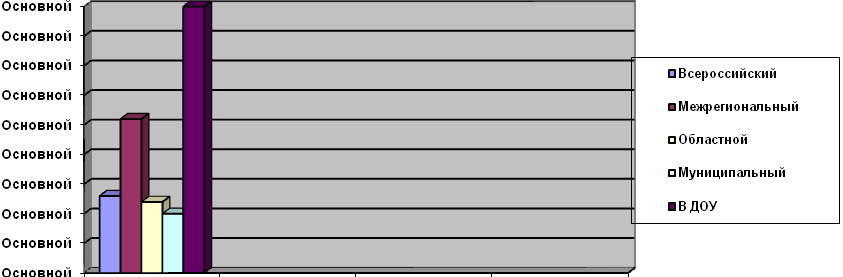 Основной
Основной
Основной
Основной
Основной
Основной
Основной
Основной
Основной
Основной
Всероссийский
Межрегиональный
Областной
Муниципальный
В ДОУ